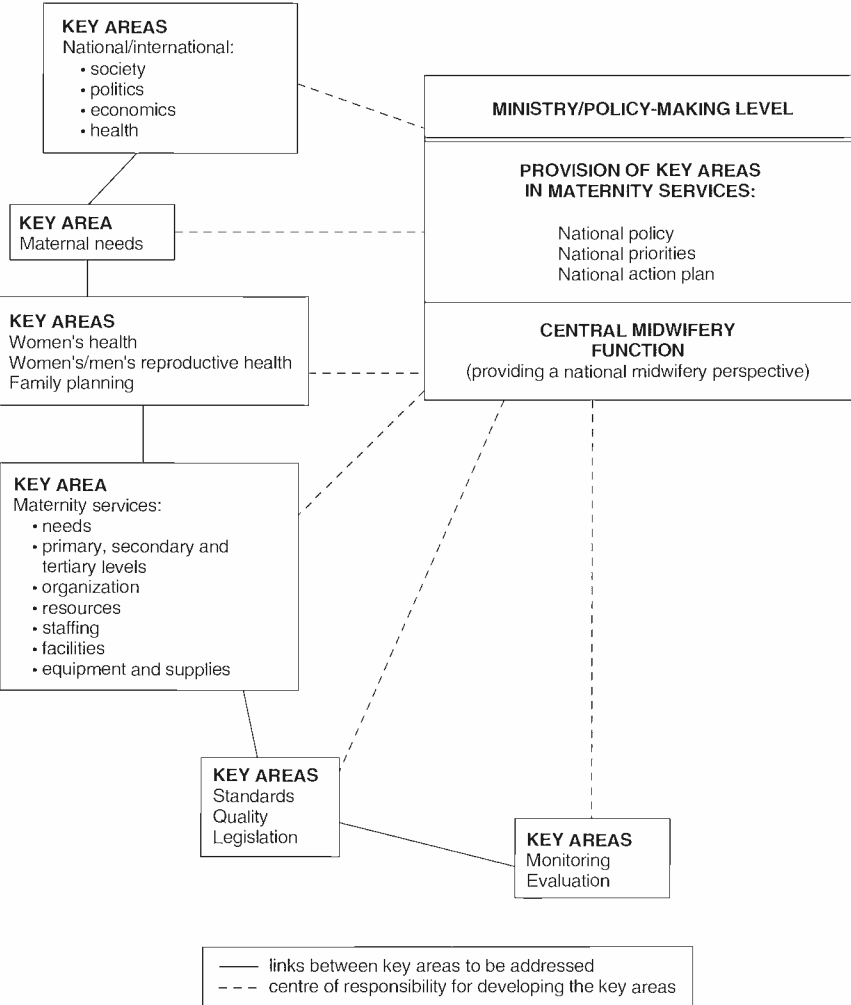 KEY AREAS
National/international:
• society
• politics
• economics
• health
MINISTRY/POLICY-MAKING LEVEL
PROVISION OF KEY AREAS
IN MATERNITY SERVICES:
National policy
National priorities
National action plan
CENTRAL MIDWIFERY
FUNCTION
(providing a national midwifery perspective)
KEY AREA
Maternal needs
KEY AREAS
Women's health
Women's/men's reproductive health
Family planning
KEY AREA
Maternity services:
• needs
• primary, secondary and
tertiary levels
• organization
• resources
• staffing
• facilities
• equipment and supplies
KEY AREAS
Standards
Quality
Legislation
KEY AREAS
Monitoring
Evaluation
links between key areas to be addressed
centre of responsibility for developing the key areas